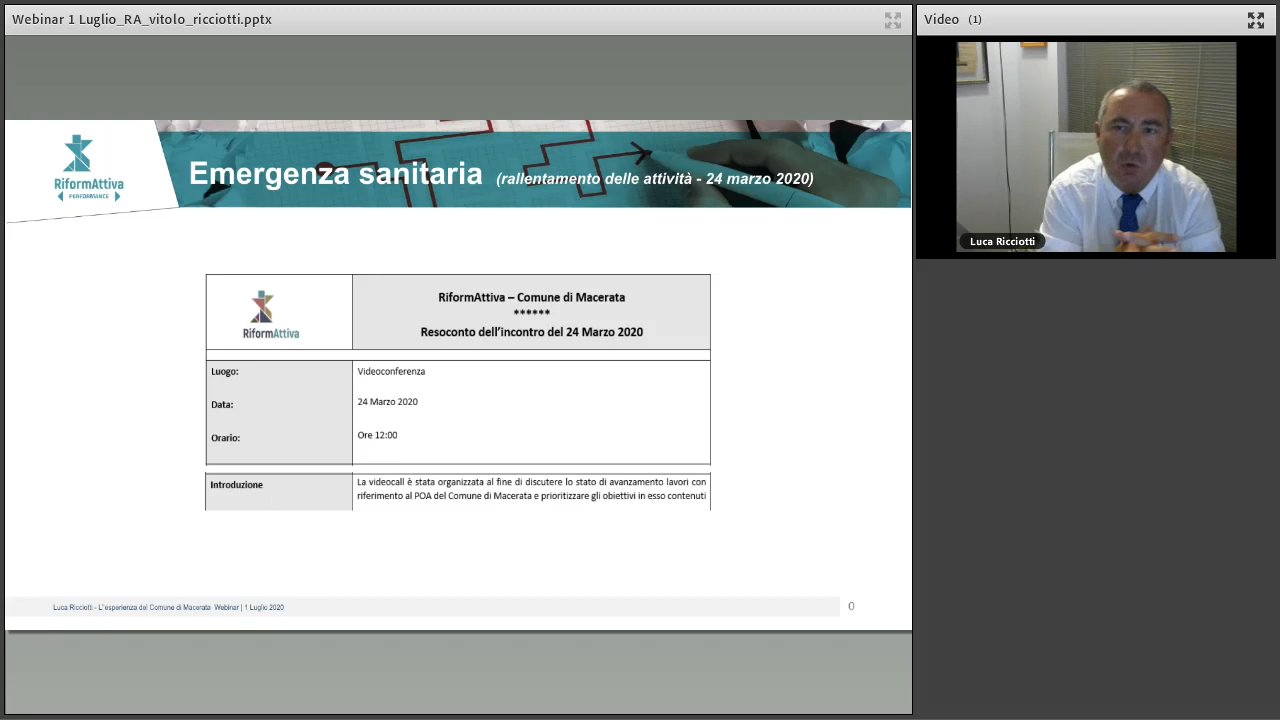 Webinar 1 Luglio_RA_vitolo_ricciotti.pptx
Video (1)
RiformAttiva
PERFORMANCE
Emergenza sanitaria (rallentamento delle attività - 24 marzo 2020)
Luca Ricciotti
RiformAttiva
RiformAttiva – Comune di Macerata
******
Resoconto dell'incontro del 24 Marzo 2020
Luogo: Videoconferenza
Data: 24 Marzo 2020
Orario: Ore 12:00
Introduzione La videocall è stata organizzata al fine di discutere lo stato di avanzamento lavori con
riferimento al POA del Comune di Macerata e prioritizzare gli obiettivi in esso contenuti
Luca Ricciotti - L'esperienza del Comune di Macerata Webinar | 1 Luglio 2020
0